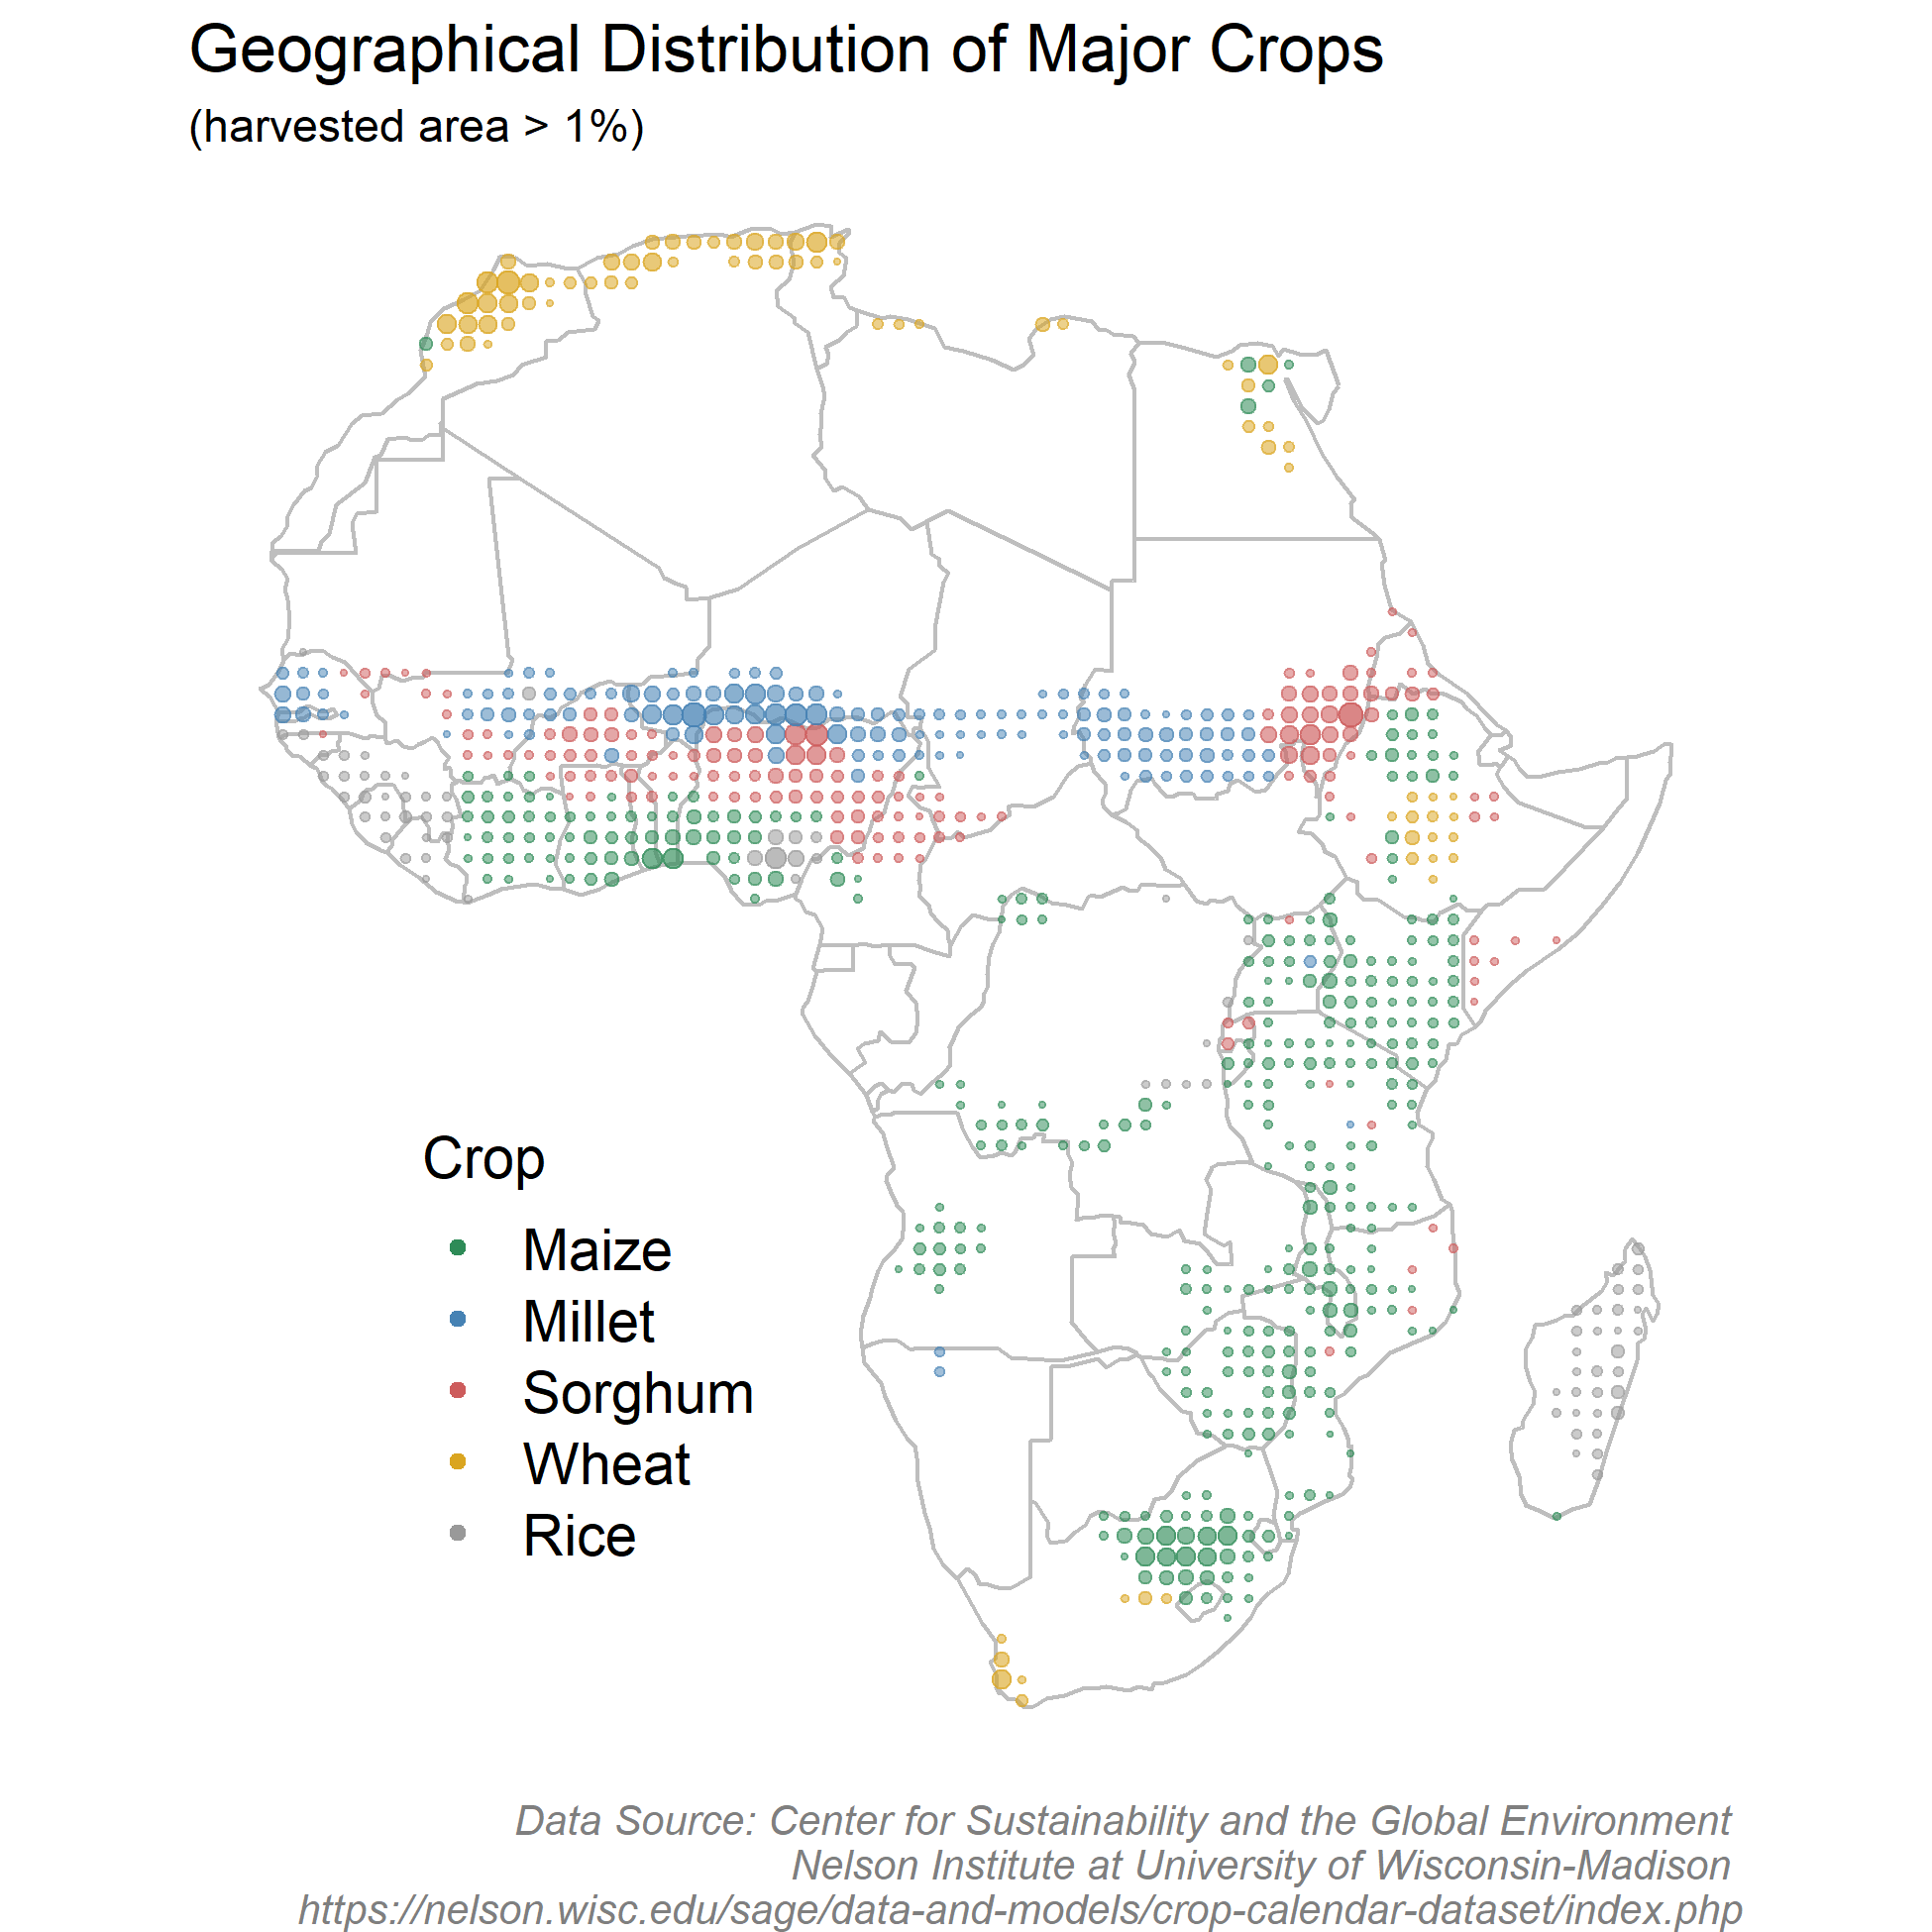 Geographical Distribution of Major Crops
(harvested area > 1%)
Crop
Maize
Millet
Sorghum
Wheat
Rice
Data Source: Center for Sustainability and the Global Environment
Nelson Institute at University of Wisconsin-Madison
https://nelson.wisc.edu/sage/data-and-models/crop-calendar-dataset/index.php